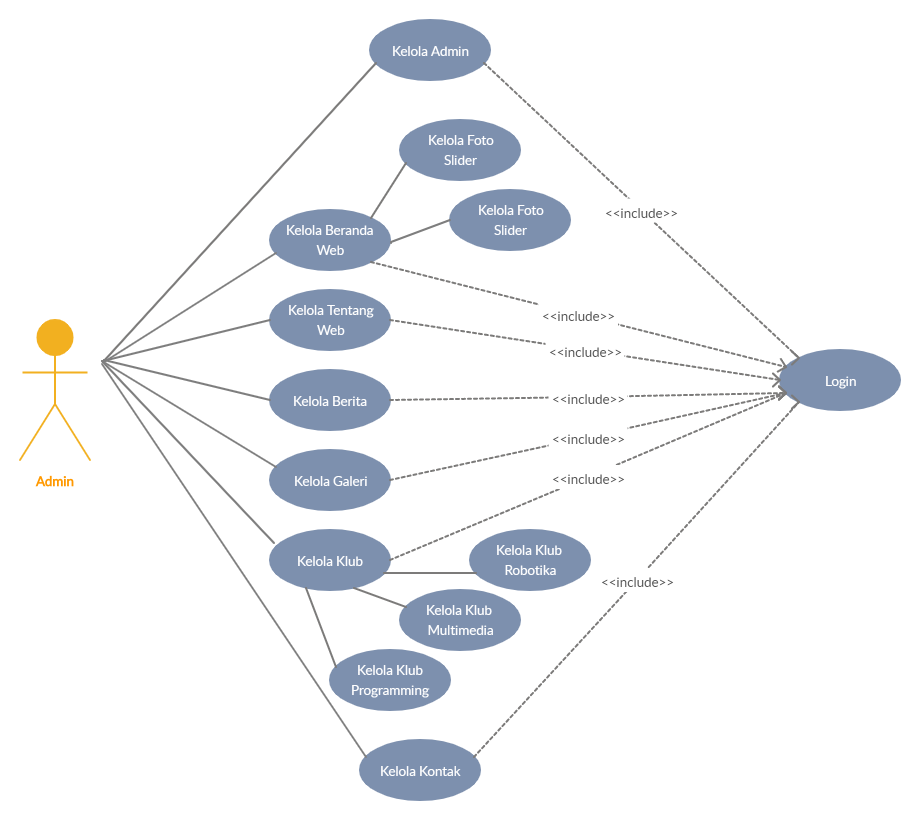 Kelola Admin
Kelola Foto
Slider
Kelola Foto
Slider
<<include>>
Kelola Beranda
Web
Kelola Tentang
Web
<<include>>
<<include>>
Login
Kelola Berita
<<include>>
<<include>>
Admin
Kelola Galeri
<<include>>
Kelola Klub
Kelola Klub
Robotika
<<include>>
Kelola Klub
Multimedia
Kelola Klub
Programming
Kelola Kontak